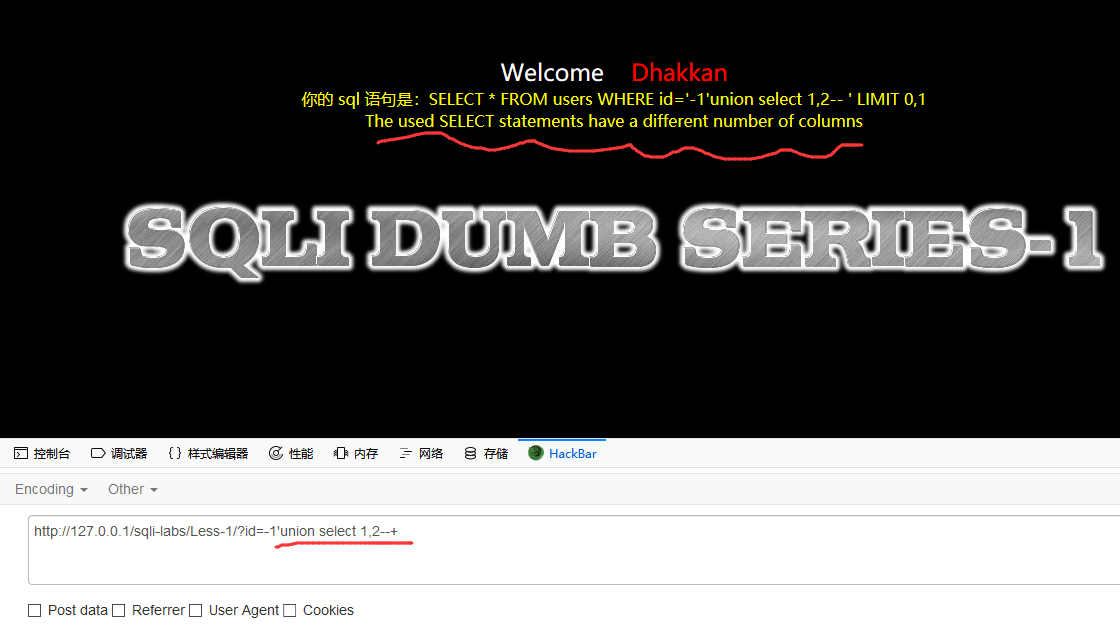 Welcome Dhakkan
你的 sql 语句是：SELECT * FROM users WHERE id='-1'union select 1,2-- ' LIMIT 0,1
The used SELECT statements have a different number of columns
SQLI DUMB SERIES-1
控制台 调试器 {} 样式编辑器 性能 内存 网络 存储 HackBar
Encoding Other
http://127.0.0.1/sqli-labs/Less-1/?id=-1'union select 1,2--+
Post data Referrer User Agent Cookies